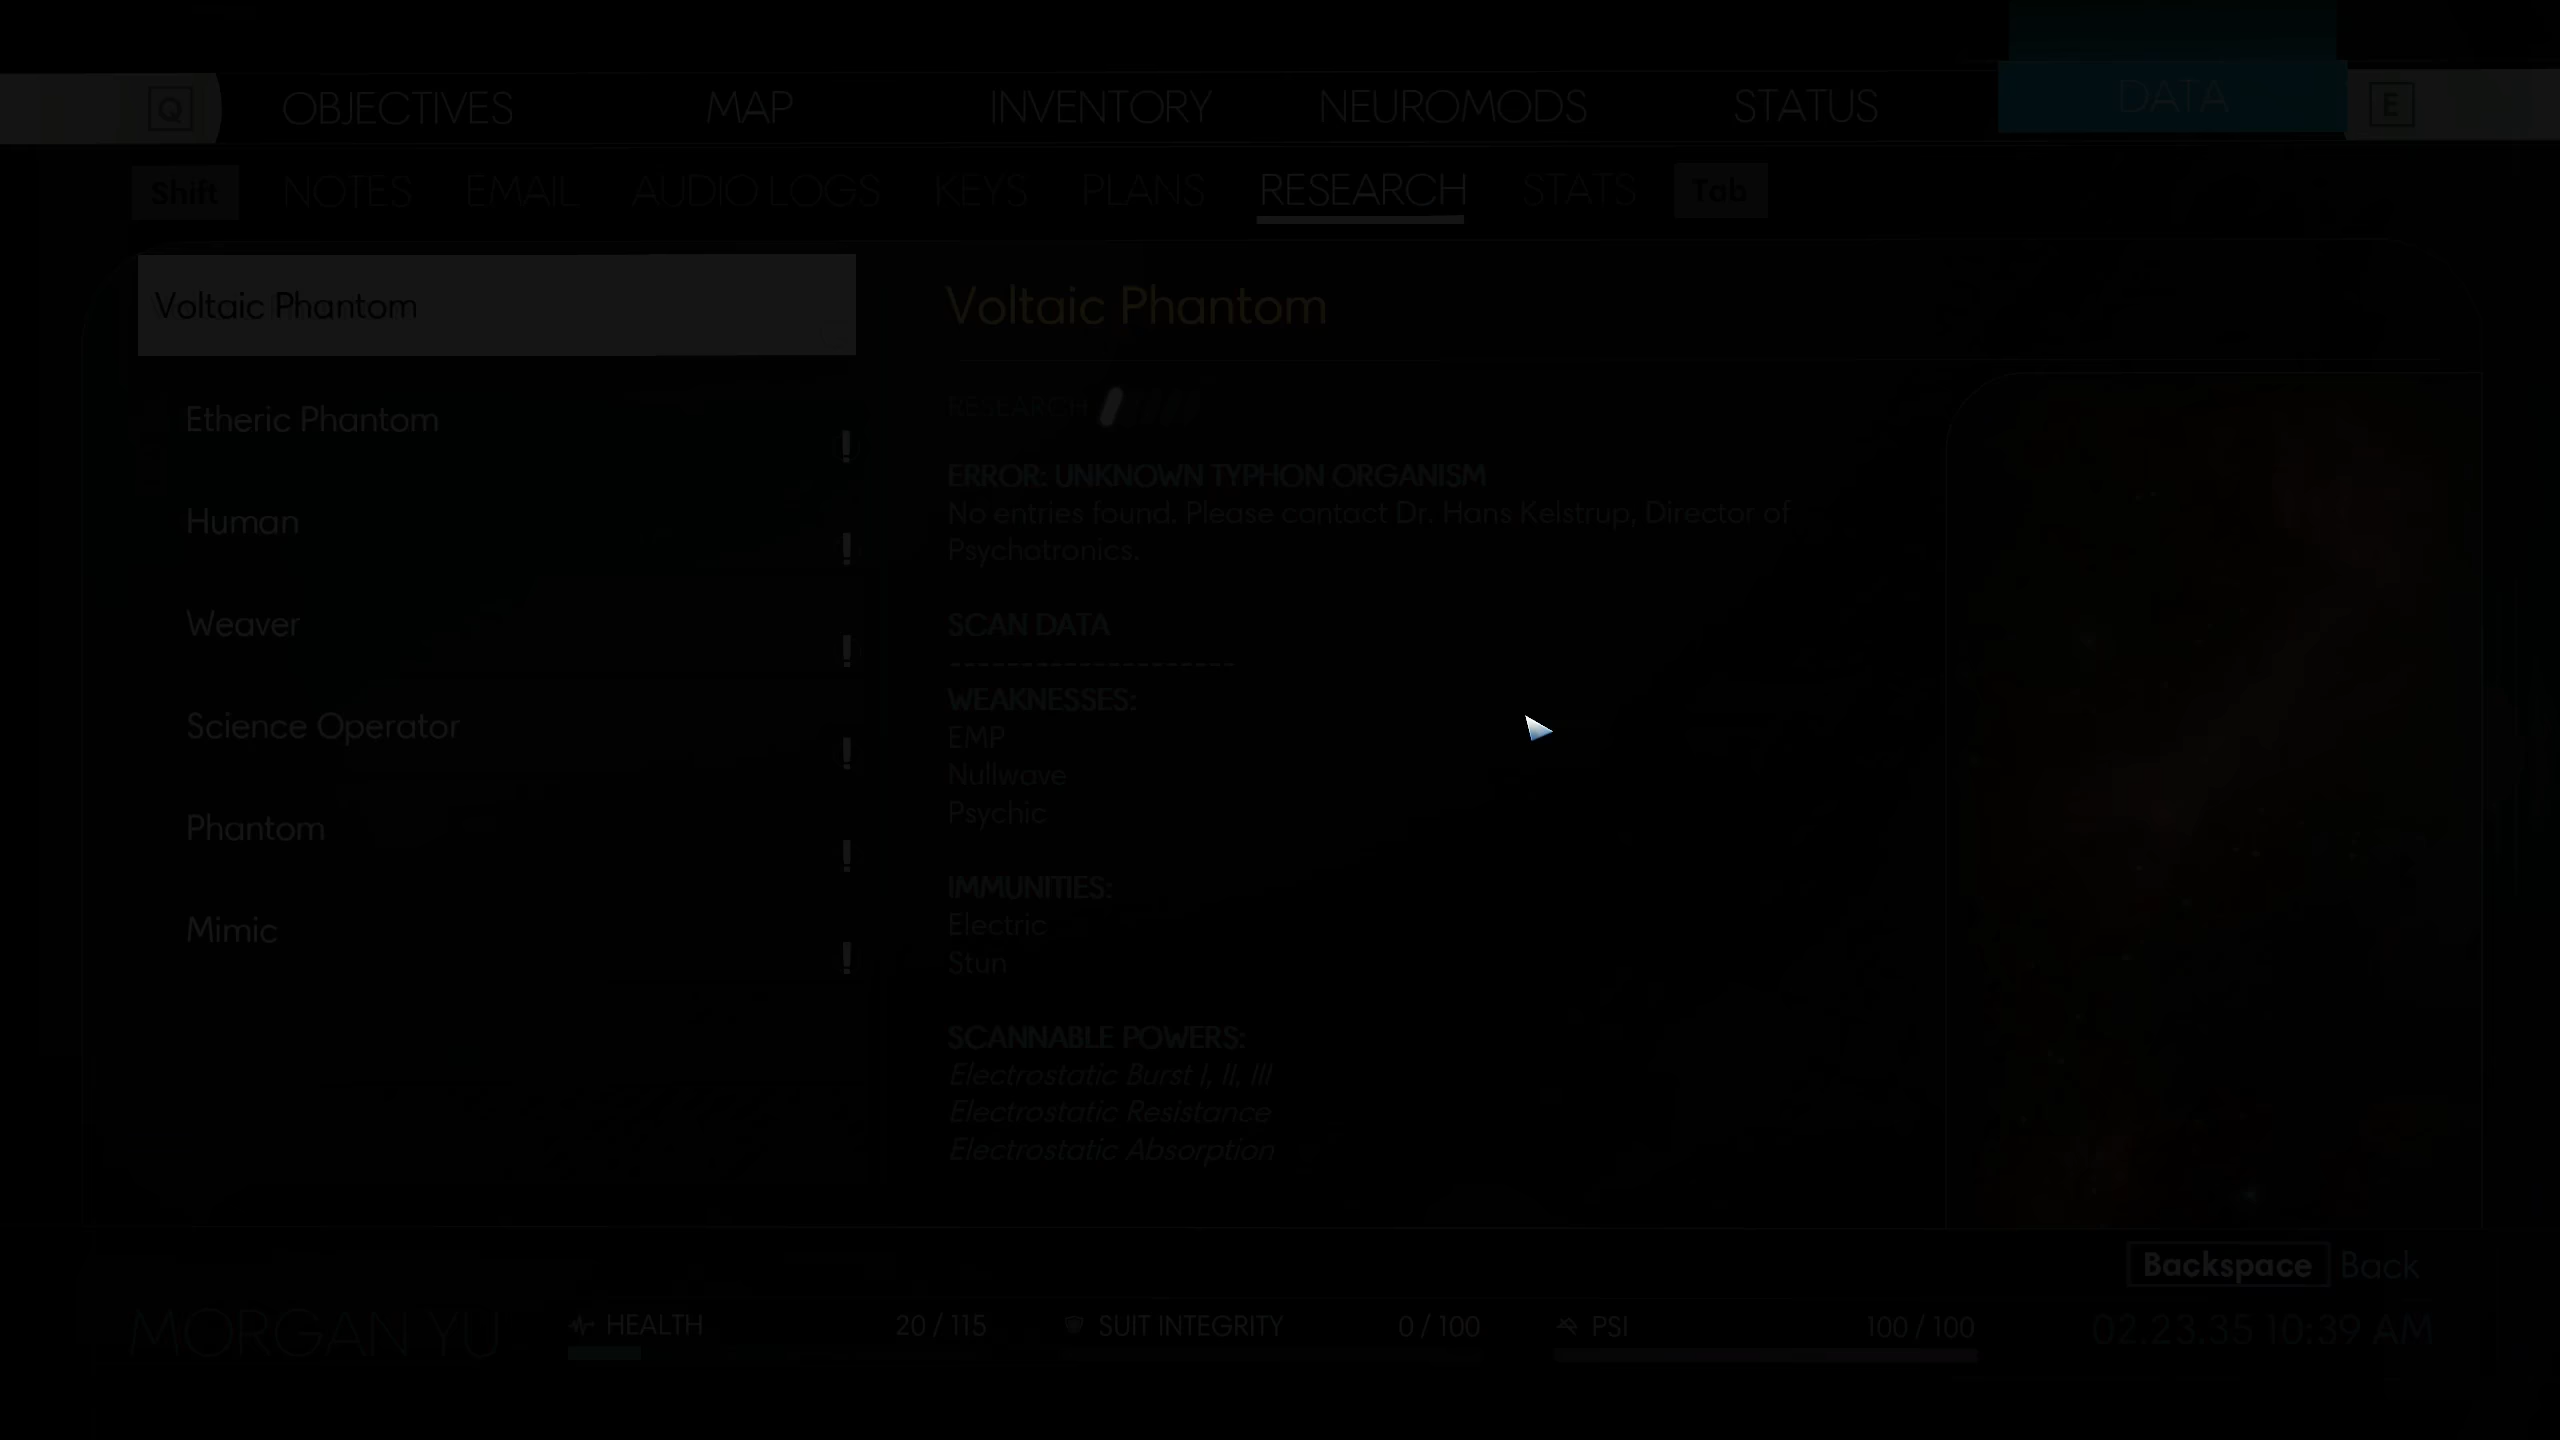 Q OBJECTIVES MAP INVENTORY NEUROMODS STATUS DATA E
Shift NOTES EMAIL AUDIO LOGS KEYS PLANS RESEARCH STATS Tab
Voltaic Phantom
Etheric Phantom
!
Human
!
Weaver
!
Science Operator
!
Phantom
!
Mimic
!
Voltaic Phantom
RESEARCH
ERROR: UNKNOWN TYPHON ORGANISM
No entries found. Please contact Dr. Hans Kelstrup, Director of
Psychotronics.
SCAN DATA
--------------------
WEAKNESSES:
EMP
Nullwave
Psychic
IMMUNITIES:
Electric
Stun
SCANNABLE POWERS:
Electrostatic Burst I, II, III
Electrostatic Resistance
Electrostatic Absorption
Backspace Back
MORGAN YU HEALTH 20 / 115 SUIT INTEGRITY 0 / 100 PSI 100 / 100 02.23.35 10:39 AM